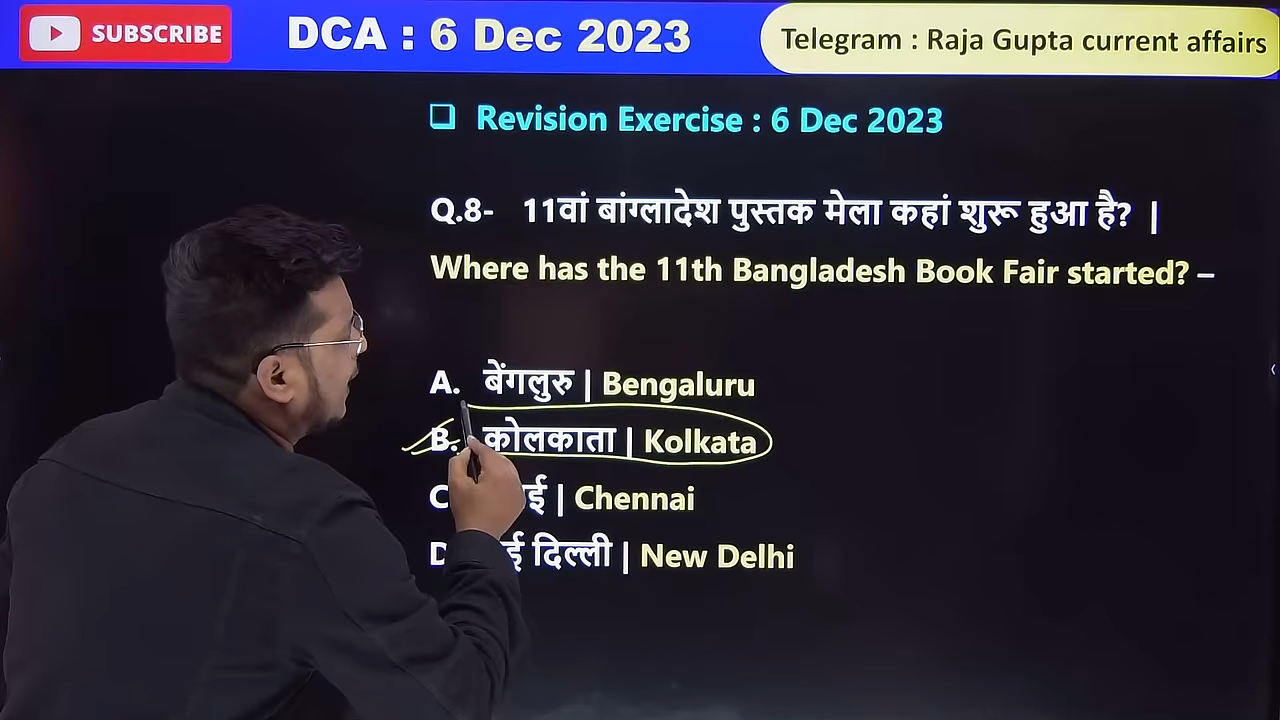 SUBSCRIBE
DCA : 6 Dec 2023
Telegram : Raja Gupta current affairs
❑ Revision Exercise : 6 Dec 2023
Q.8- 11वां बांग्लादेश पुस्तक मेला कहां शुरू हुआ है? |
Where has the 11th Bangladesh Book Fair started? –
A. बेंगलुरु | Bengaluru
B. कोलकाता | Kolkata
C | Chennai
D दिल्ली | New Delhi